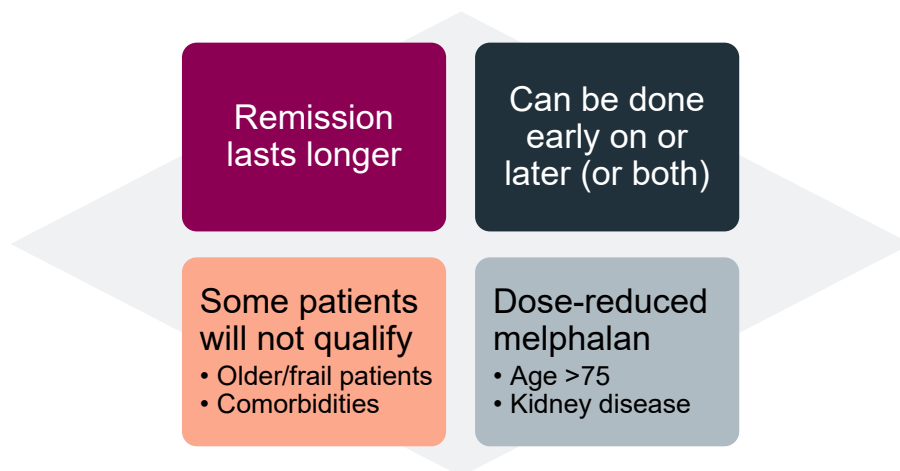 Remission
lasts longer
Can be done
early on or
later (or both)
Some patients
will not qualify
• Older/frail patients
• Comorbidities
Dose-reduced
melphalan
• Age >75
• Kidney disease